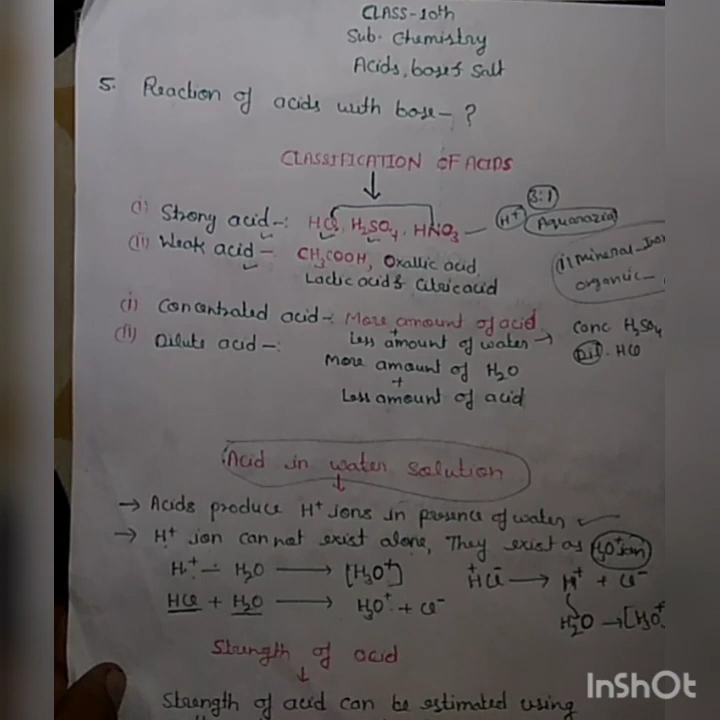 CLASS-10th
Sub. Chemistry
Acids, bases & Salt
5. Reaction of acids with base - ?
CLASSIFICATION OF ACIDS
↓
(i) Strong acid -: HCl, H₂SO₄, HNO₃ - H⁺ 3:1 Aquarazia
(ii) Weak acid - CH₃COOH, Oxallic acid
Lactic acid & Citric acid
(i) mineral -
organic -
(i) Concentrated acid -: More amount of acid
+
Less amount of water → Conc H₂SO₄
(ii) Dilute acid -: Dil. HCl
More amount of H₂O
+
Less amount of acid
Acid in water solution
↓
→ Acids produce H⁺ ions in presence of water
→ H⁺ ion cannot exist alone, They exist as H₃O⁺ ion
H⁺ - H₂O → [H₃O⁺]
⁺HCl⁻ → H⁺ + Cl⁻
HCl + H₂O → H₃O⁺ + Cl⁻
H₂O → [H₃O⁺
Strength of acid
↓
Strength of acid can be estimated using
InShOt